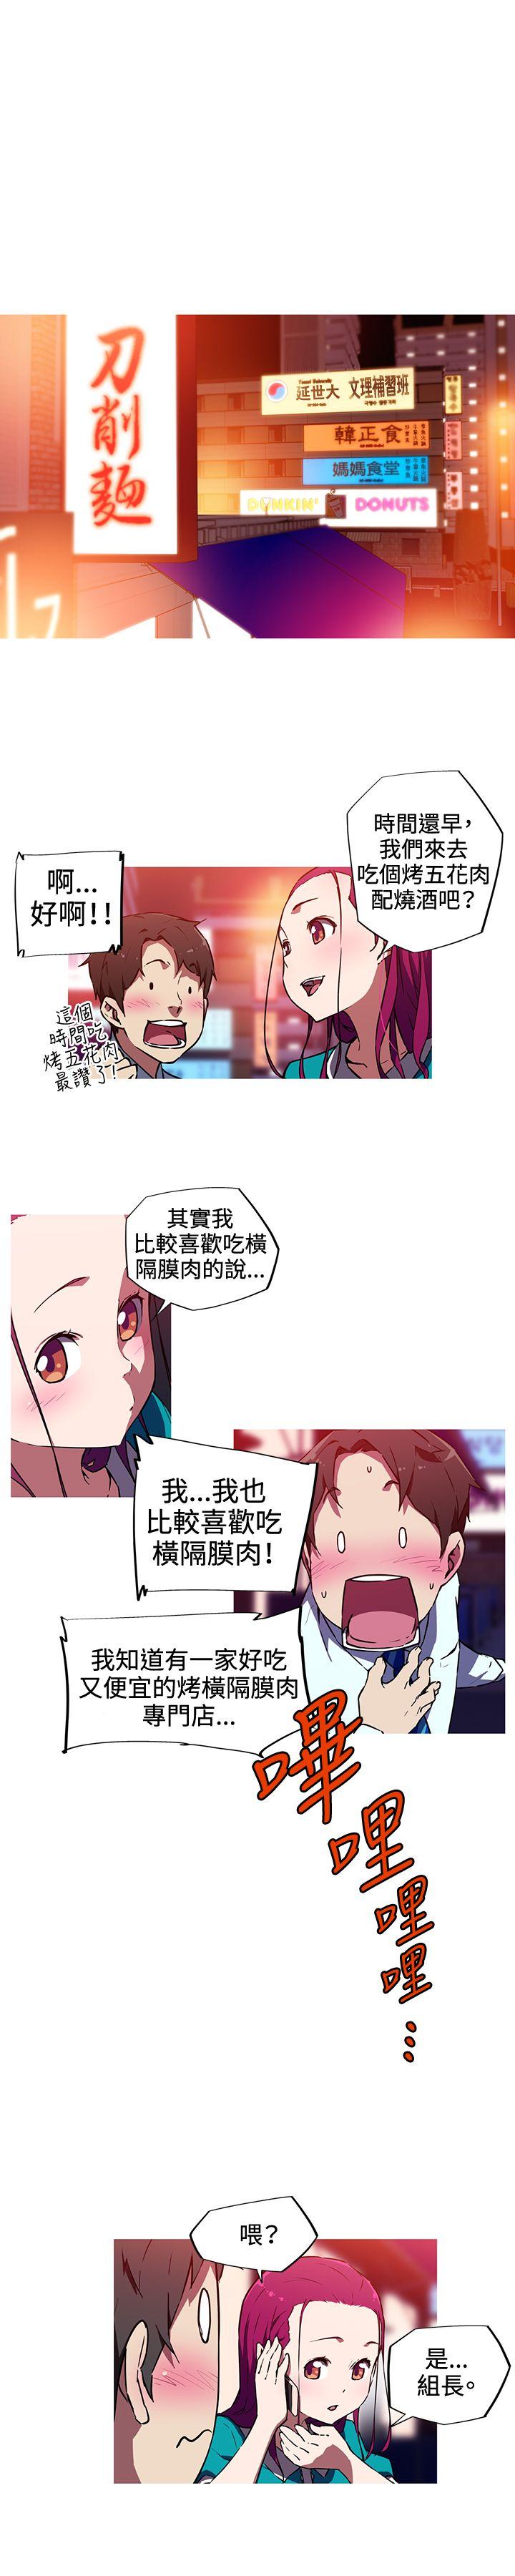 刀削麵
Yonsei University
延世大 文理補習班
韓正食
媽媽食堂
DUNKIN' DONUTS
時間還早，
我們來去
吃個烤五花肉
配燒酒吧？
啊…
好啊！！
這個
時間吃
烤五花肉
最讚了！
其實我
比較喜歡吃橫
隔膜肉的說…
我…我也
比較喜歡吃
橫隔膜肉！
我知道有一家好吃
又便宜的烤橫隔膜肉
專門店…
嗶
哩
哩
哩
…
喂？
是…
組長。